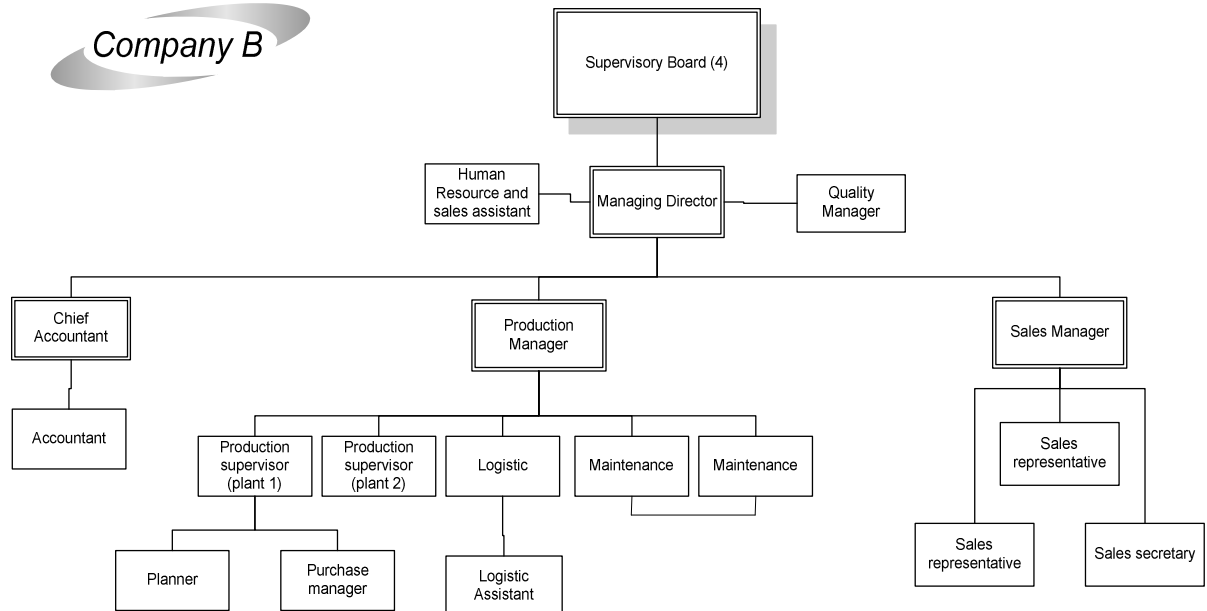 Company B
Supervisory Board (4)
Human
Resource and
sales assistant
Managing Director
Quality
Manager
Chief
Accountant
Production
Manager
Sales Manager
Accountant
Production
supervisor
(plant 1)
Production
supervisor
(plant 2)
Logistic
Maintenance
Maintenance
Sales
representative
Planner
Purchase
manager
Logistic
Assistant
Sales
representative
Sales secretary